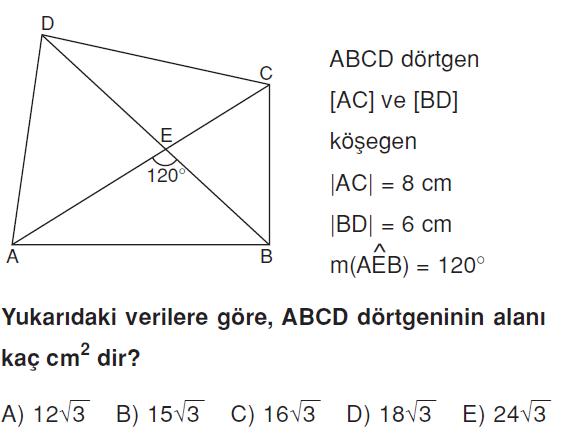 D
C
E
120°
A
B
ABCD dörtgen
[AC] ve [BD]
köşegen
|AC| = 8 cm
|BD| = 6 cm
m(AÊB) = 120°
Yukarıdaki verilere göre, ABCD dörtgeninin alanı
kaç cm² dir?
A) 12√3 B) 15√3 C) 16√3 D) 18√3 E) 24√3